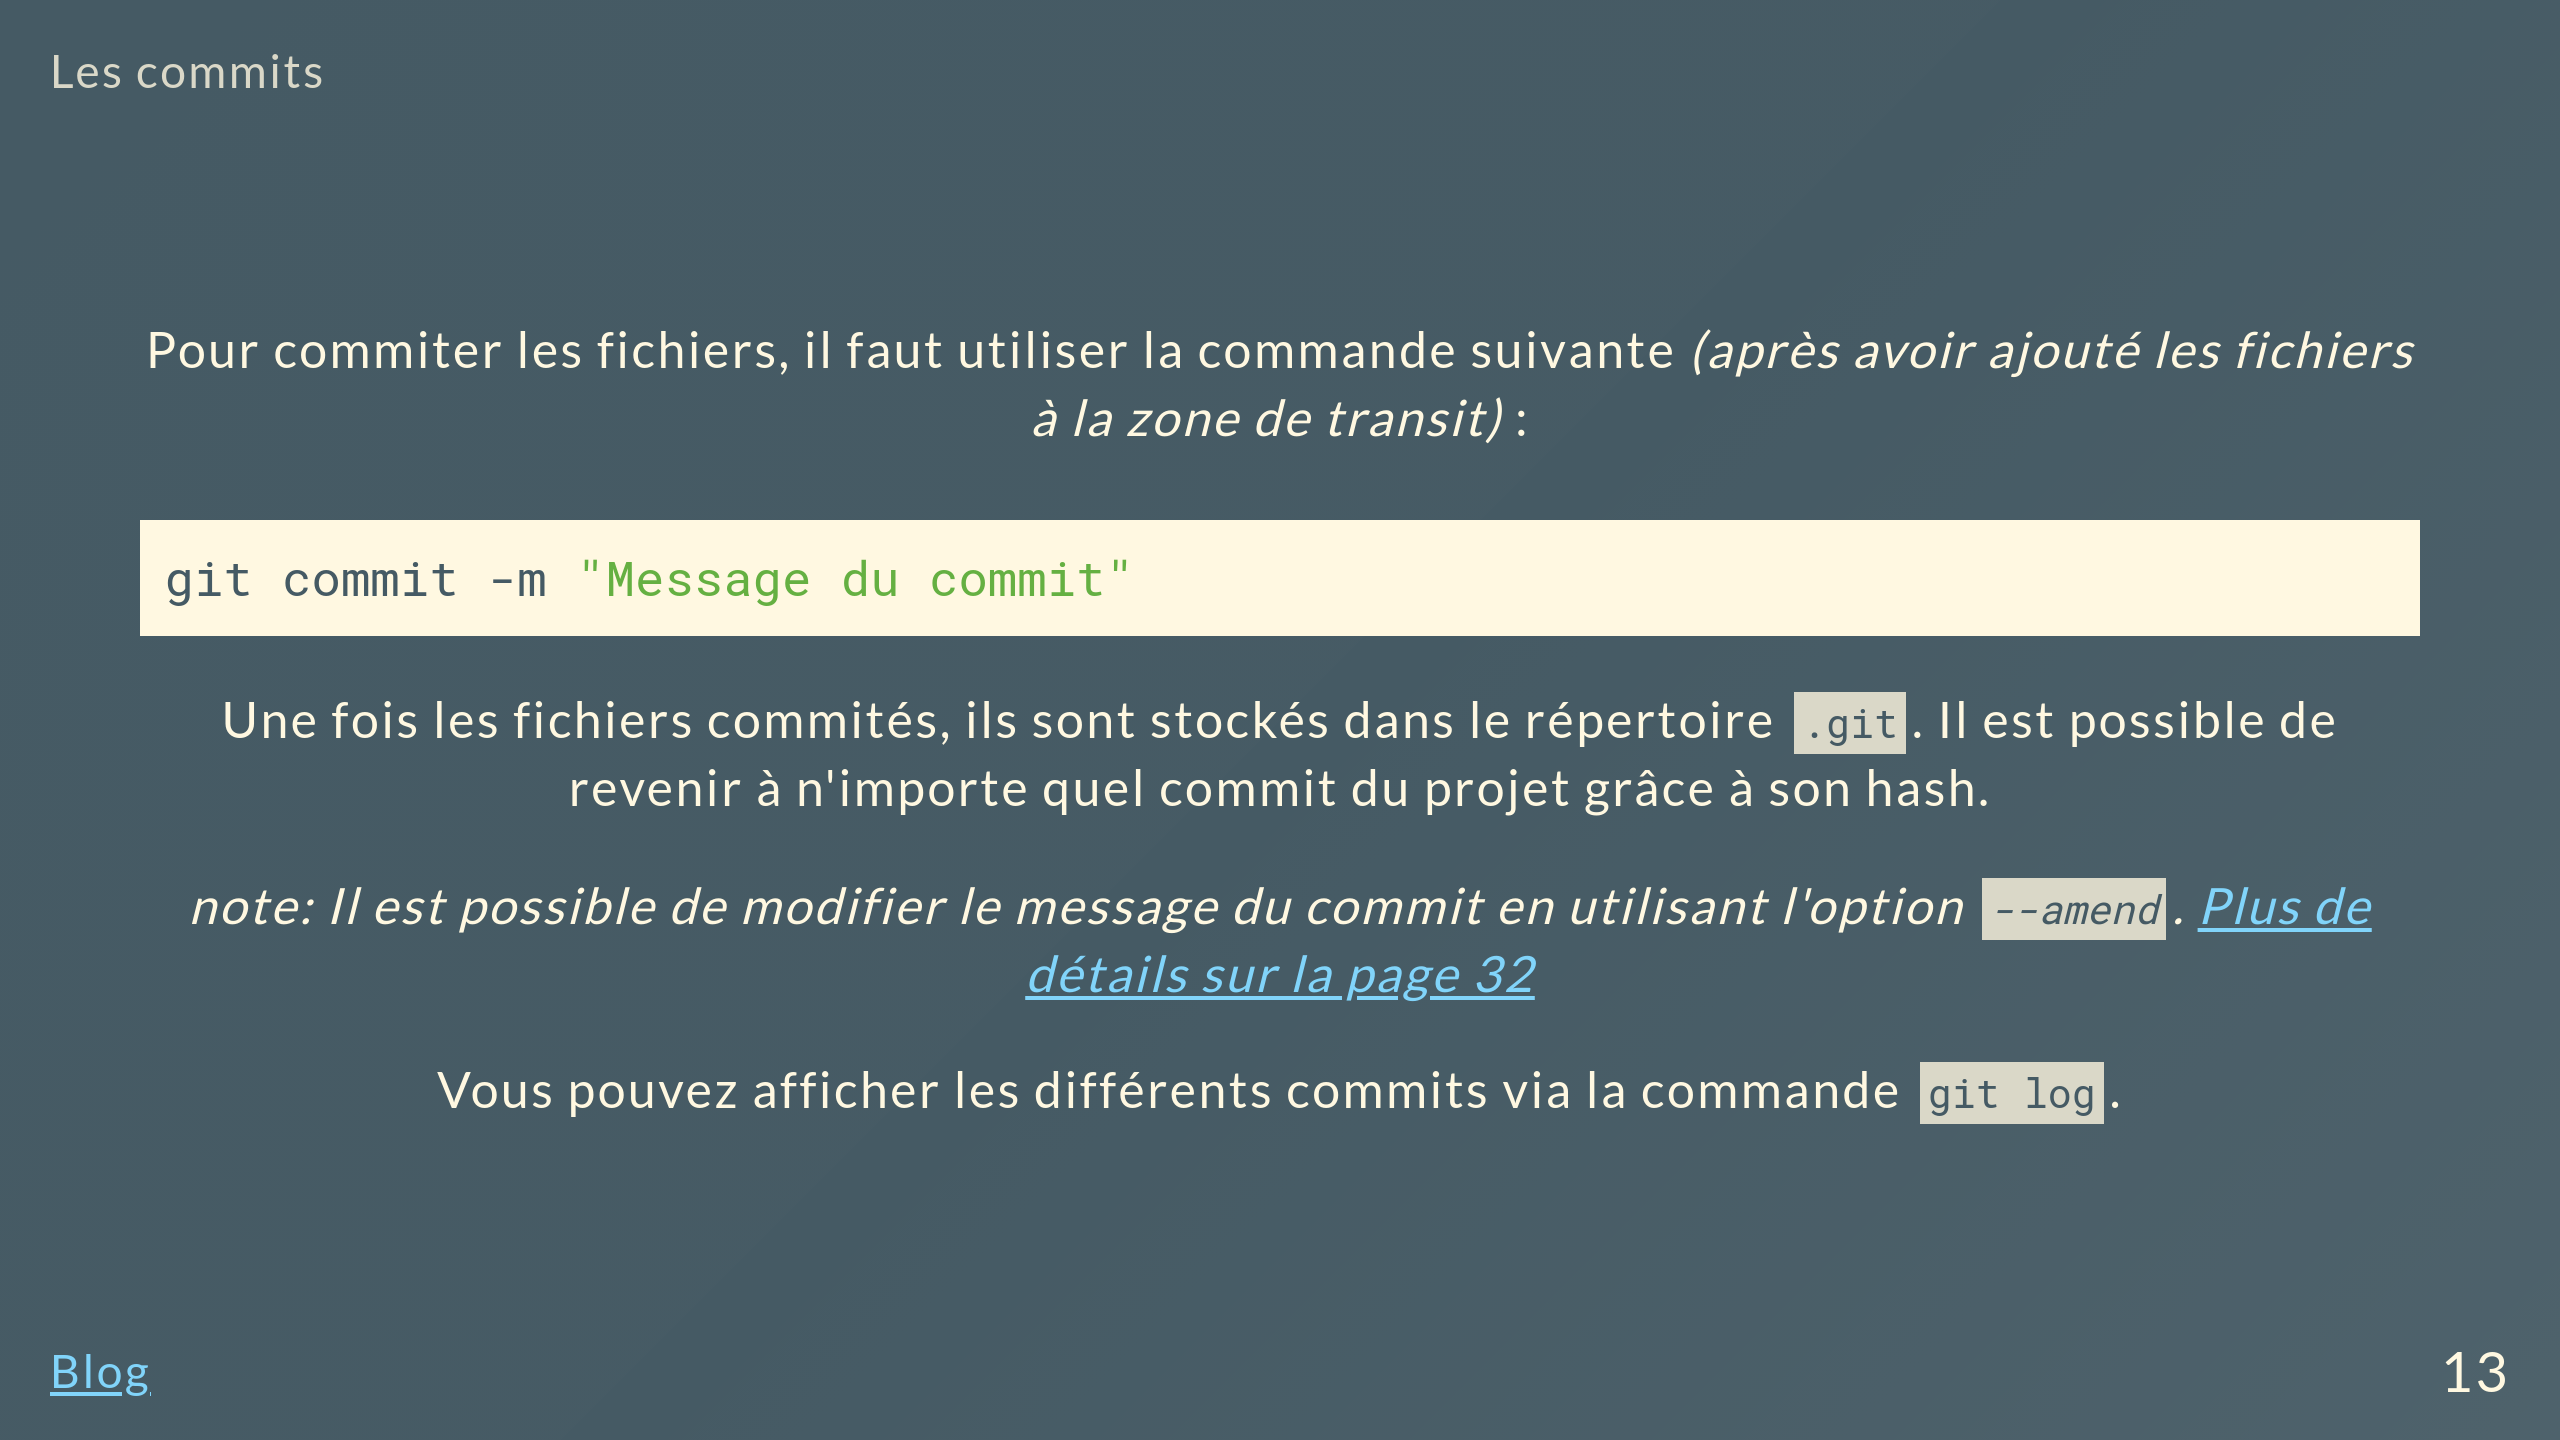 Les commits
Pour commiter les fichiers, il faut utiliser la commande suivante (après avoir ajouté les fichiers
à la zone de transit) :
git commit -m "Message du commit"
Une fois les fichiers commités, ils sont stockés dans le répertoire .git. Il est possible de
revenir à n'importe quel commit du projet grâce à son hash.
note: Il est possible de modifier le message du commit en utilisant l'option --amend. Plus de
détails sur la page 32
Vous pouvez afficher les différents commits via la commande git log.
Blog
13